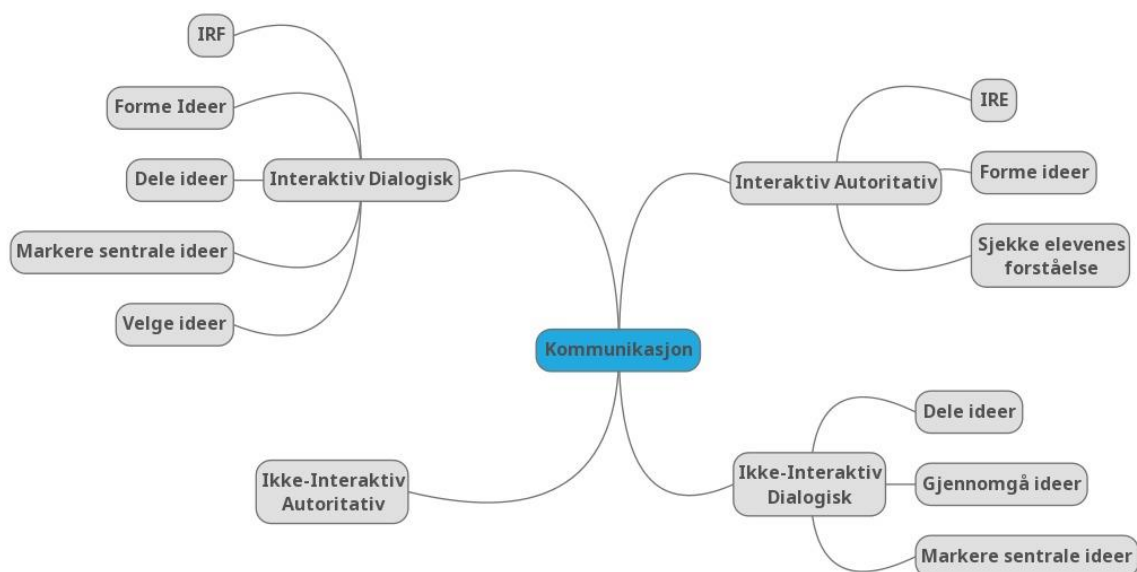 IRF
Forme Ideer
Dele ideer
Interaktiv Dialogisk
Markere sentrale ideer
Velge ideer
IRE
Interaktiv Autoritativ
Forme ideer
Sjekke elevenes
forståelse
Kommunikasjon
Ikke-Interaktiv
Autoritativ
Dele ideer
Ikke-Interaktiv
Dialogisk
Gjennomgå ideer
Markere sentrale ideer